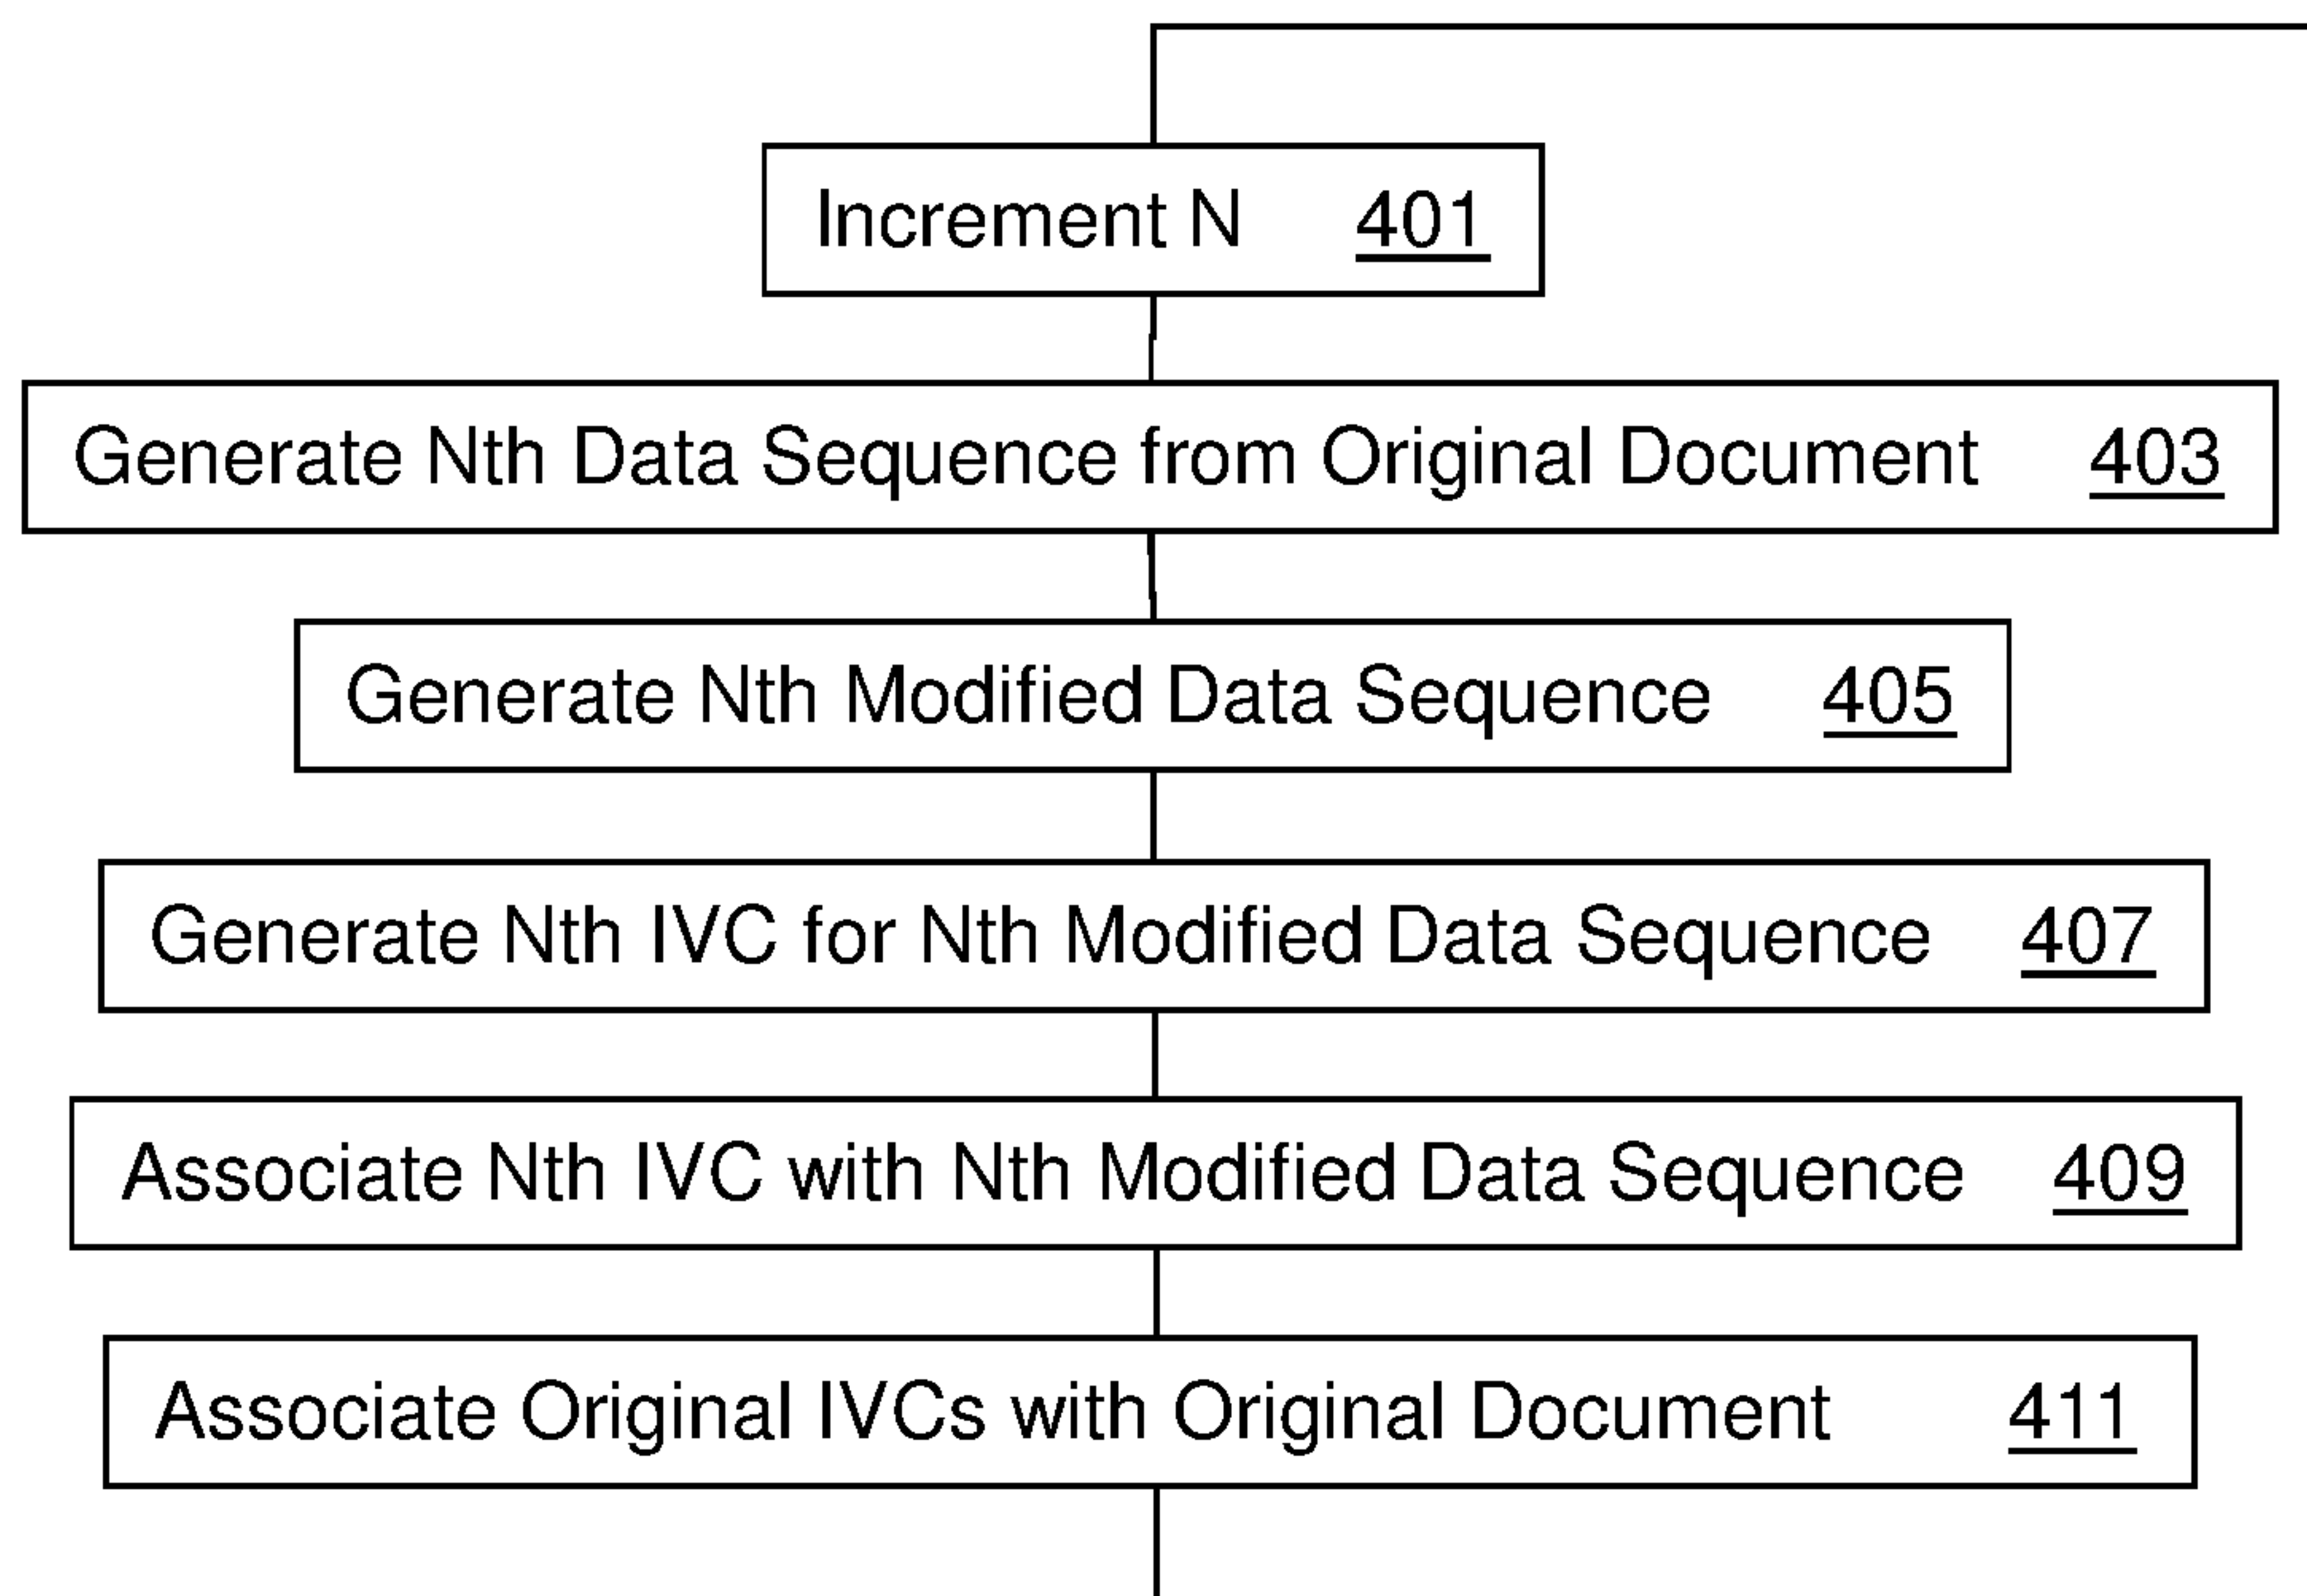 Increment N 401
Generate Nth Data Sequence from Original Document 403
Generate Nth Modified Data Sequence 405
Generate Nth IVC for Nth Modified Data Sequence 407
Associate Nth IVC with Nth Modified Data Sequence 409
Associate Original IVCs with Original Document 411